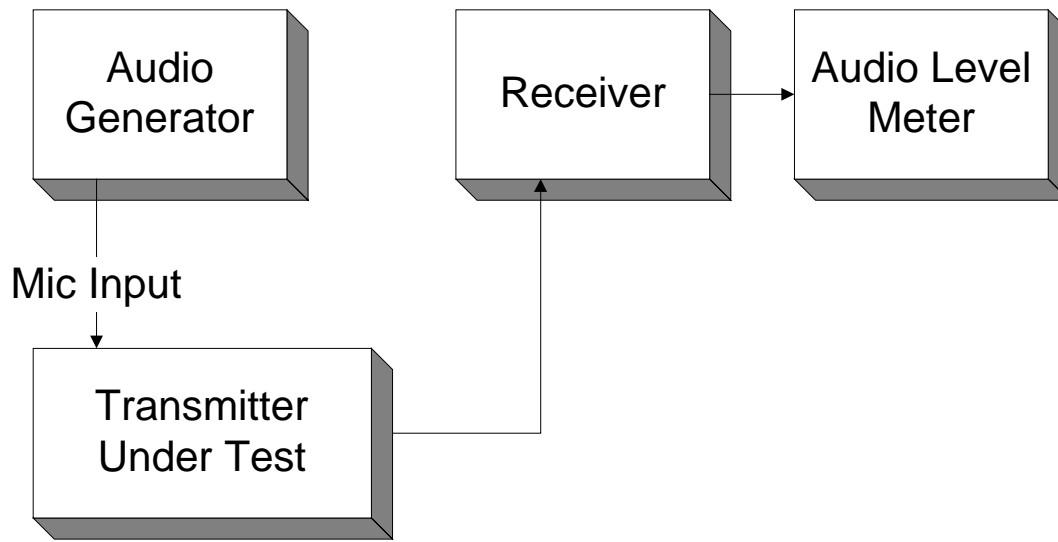 Audio
Generator
Receiver
Audio Level
Meter
Mic Input
Transmitter
Under Test